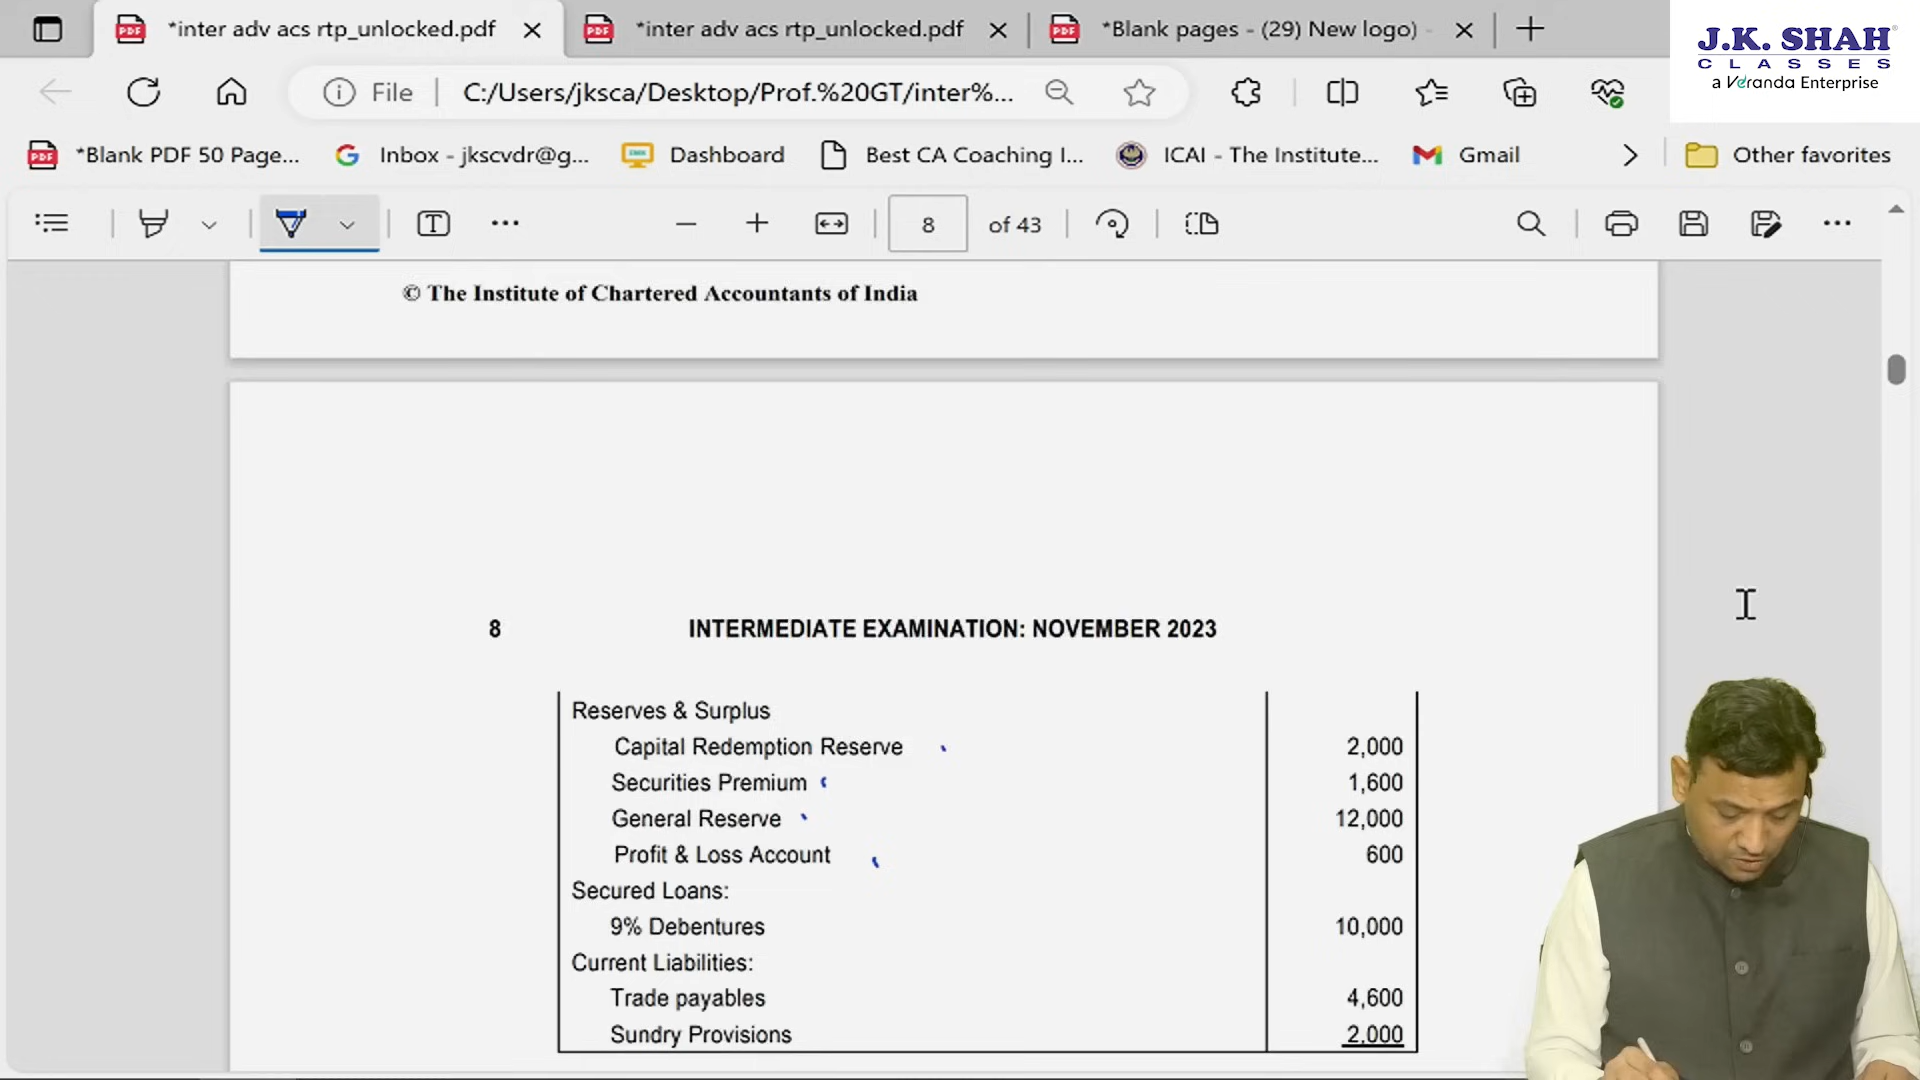 *inter adv acs rtp_unlocked.pdf
*inter adv acs rtp_unlocked.pdf
*Blank pages - (29) New logo) -
J.K. SHAH®
CLASSES
a Veranda Enterprise
File
C:/Users/jksca/Desktop/Prof.%20GT/inter%...
*Blank PDF 50 Page...
Inbox - jkscvdr@g...
Dashboard
Best CA Coaching I...
ICAI - The Institute...
Gmail
Other favorites
8 of 43
© The Institute of Chartered Accountants of India
8 INTERMEDIATE EXAMINATION: NOVEMBER 2023
Reserves & Surplus
Capital Redemption Reserve 2,000
Securities Premium 1,600
General Reserve 12,000
Profit & Loss Account 600
Secured Loans:
9% Debentures 10,000
Current Liabilities:
Trade payables 4,600
Sundry Provisions 2,000